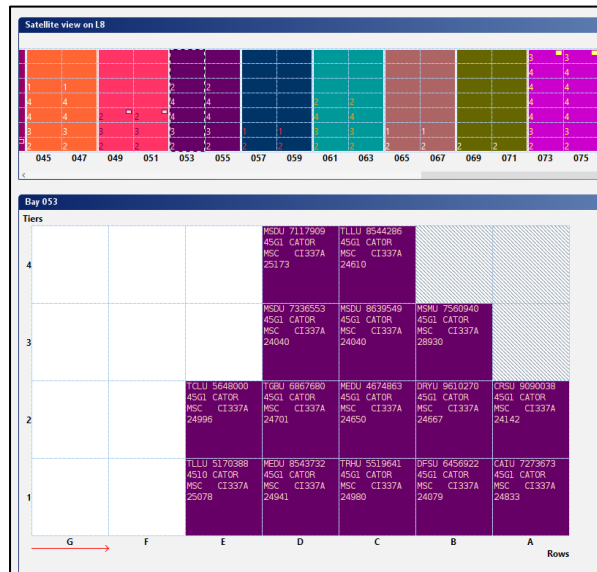 Satellite view on L8
3 3
1 1 2 2 4 4
4 4 4 4 2 2 4 4
4 4 2 2 4 4 4 4 4 4
3 3 3 3 3 3 1 1 3 3 1 1 3 3
2 2 2 2 2 2 2 2 2 2 2 2 2 2 2 2
045 047 049 051 053 055 057 059 061 063 065 067 069 071 073 075
Bay 053
Tiers
MSDU 7117909 TLLU 8544286
45G1 CATOR 45G1 CATOR
MSC CI337A MSC CI337A
25173 24610
4
MSDU 7336553 MSDU 8639549 MSMU 7560940
45G1 CATOR 45G1 CATOR 45G1 CATOR
MSC CI337A MSC CI337A MSC CI337A
24040 24040 28930
3
TCLU 5648000 TGBU 6867680 MEDU 4674863 DRYU 9610270 CRSU 9090038
45G1 CATOR 45G1 CATOR 45G1 CATOR 45G1 CATOR 45G1 CATOR
MSC CI337A MSC CI337A MSC CI337A MSC CI337A MSC CI337A
24996 24701 24650 24667 24142
2
TLLU 5170388 MEDU 8543732 TRHU 5519641 DFSU 6456922 CAIU 7273673
4510 CATOR 45G1 CATOR 45G1 CATOR 45G1 CATOR 45G1 CATOR
MSC CI337A MSC CI337A MSC CI337A MSC CI337A MSC CI337A
25078 24941 24980 24079 24833
1
G F E D C B A
Rows